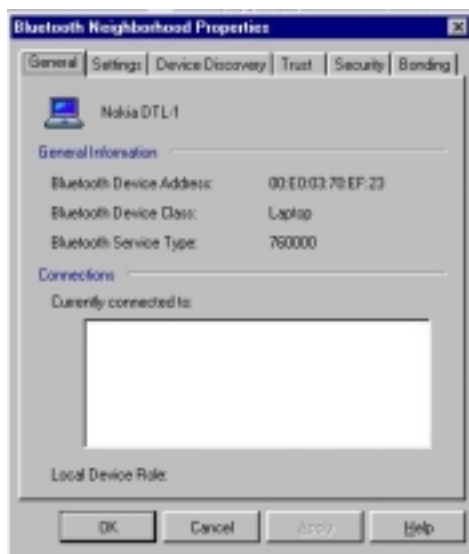 Bluetooth Neighborhood Properties
General Settings Device Discovery Trust Security Bonding
Nokia DTL-1
General Information
Bluetooth Device Address: 00:E0:03:70:EF:23
Bluetooth Device Class: Laptop
Bluetooth Service Type: 760000
Connections
Currently connected to:
Local Device Role:
OK Cancel Apply Help